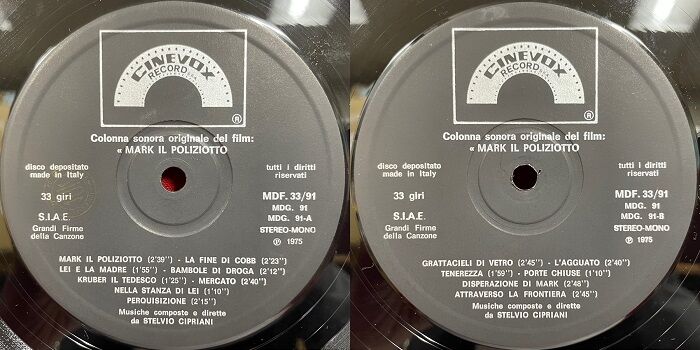 CINEVOX
RECORD
®
Colonna sonora originale del film:
« MARK IL POLIZIOTTO
disco depositato
made in Italy
33 giri
S.I.A.E.
Grandi Firme
della Canzone
tutti i diritti
riservati
MDF. 33/91
MDG. 91
MDG. 91-A
STEREO-MONO
℗ 1975
MARK IL POLIZIOTTO (2'39'') - LA FINE DI COBB (2'23'')
LEI E LA MADRE (1'55'') - BAMBOLE DI DROGA (2'12'')
KRUBER IL TEDESCO (1'25'') - MERCATO (2'40'')
NELLA STANZA DI LEI (1'10'')
PERQUISIZIONE (2'15'')
Musiche composte e dirette
da STELVIO CIPRIANI
CINEVOX
RECORD
®
Colonna sonora originale del film:
« MARK IL POLIZIOTTO
disco depositato
made in Italy
33 giri
S.I.A.E.
Grandi Firme
della Canzone
tutti i diritti
riservati
MDF. 33/91
MDG. 91
MDG. 91-B
STEREO-MONO
℗ 1975
GRATTACIELI DI VETRO (2'45'') - L'AGGUATO (2'40'')
TENEREZZA (1'59'') - PORTE CHIUSE (1'10'')
DISPERAZIONE DI MARK (2'48'')
ATTRAVERSO LA FRONTIERA (2'45'')
Musiche composte e dirette
da STELVIO CIPRIANI